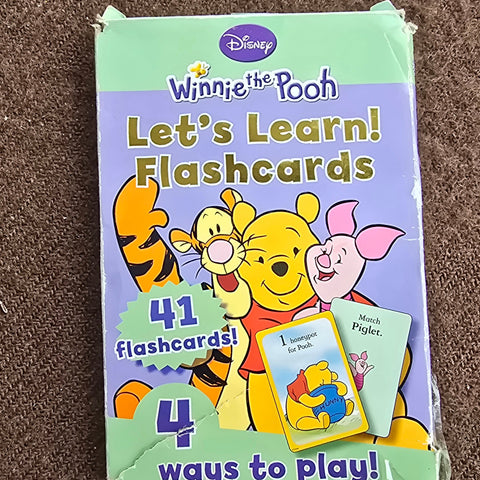 Disney
Winnie the Pooh
Let's Learn!
Flashcards
41
flashcards!
1 honeypot
for Pooh.
Match
Piglet.
4
ways to play!